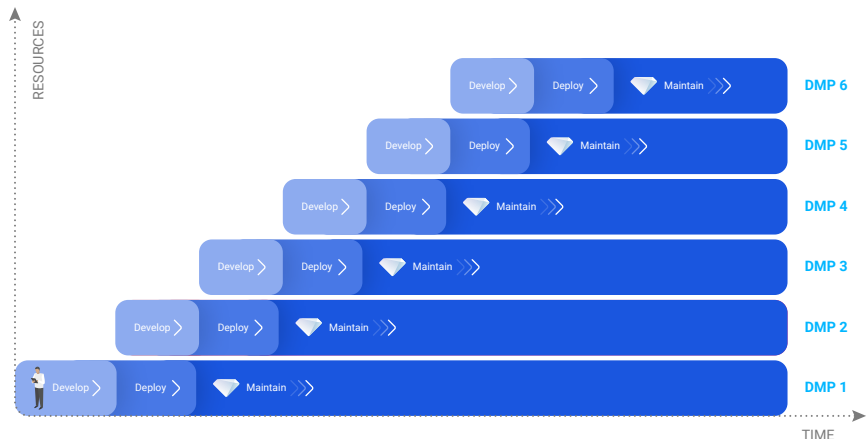 RESOURCES
Develop Deploy Maintain DMP 6
Develop Deploy Maintain DMP 5
Develop Deploy Maintain DMP 4
Develop Deploy Maintain DMP 3
Develop Deploy Maintain DMP 2
Develop Deploy Maintain DMP 1
TIME